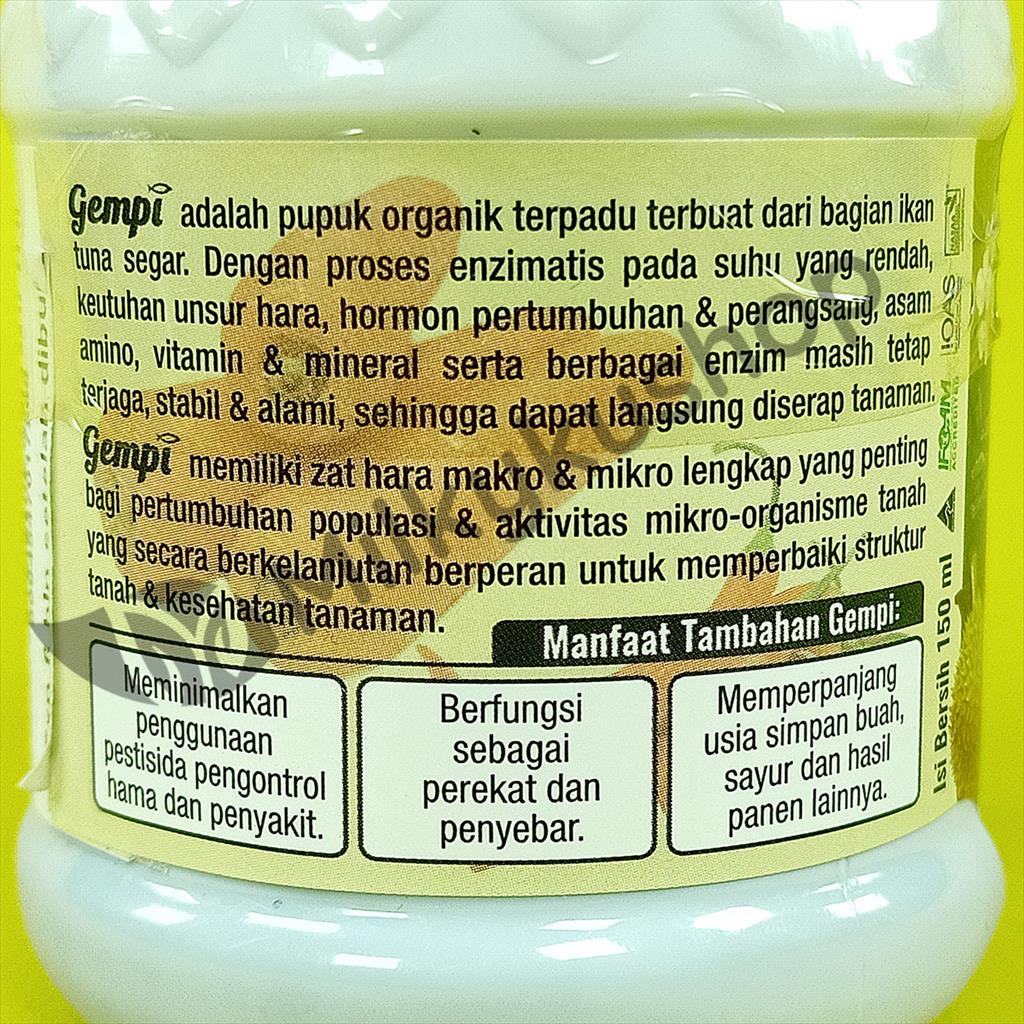 Gempi adalah pupuk organik terpadu terbuat dari bagian ikan
tuna segar. Dengan proses enzimatis pada suhu yang rendah,
keutuhan unsur hara, hormon pertumbuhan & perangsang, asam
amino, vitamin & mineral serta berbagai enzim masih tetap
terjaga, stabil & alami, sehingga dapat langsung diserap tanaman.
Gempi memiliki zat hara makro & mikro lengkap yang penting
bagi pertumbuhan populasi & aktivitas mikro-organisme tanah
yang secara berkelanjutan berperan untuk memperbaiki struktur
tanah & kesehatan tanaman.
Manfaat Tambahan Gempi:
Meminimalkan
penggunaan
pestisida pengontrol
hama dan penyakit.
Berfungsi
sebagai
perekat dan
penyebar.
Memperpanjang
usia simpan buah,
sayur dan hasil
panen lainnya.
Isi Bersih 150 ml
IFOAM
ACCREDITED
IOAS
Mikukushop